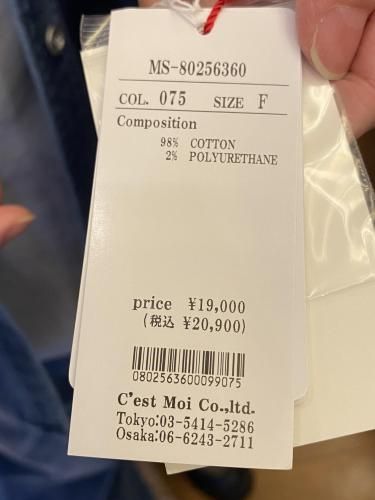 MS-80256360
COL. 075 SIZE F
Composition
98% COTTON
2% POLYURETHANE
price ¥19,000
(税込 ¥20,900)
0802563600099075
C'est Moi Co.,ltd.
Tokyo:03-5414-5286
Osaka:06-6243-2711